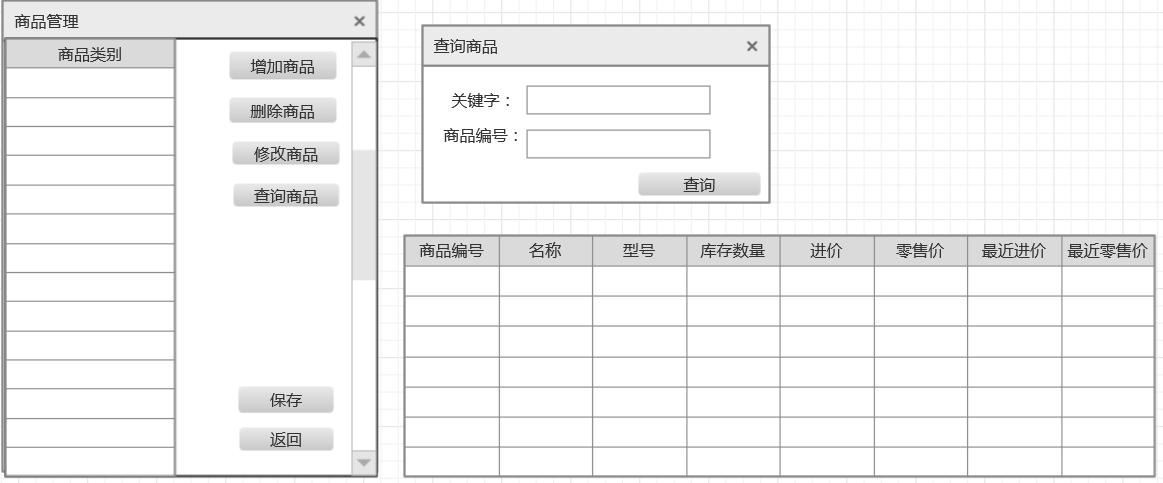 商品管理
商品类别
增加商品
删除商品
修改商品
查询商品
保存
返回
查询商品
关键字：
商品编号：
查询
商品编号 名称 型号 库存数量 进价 零售价 最近进价 最近零售价